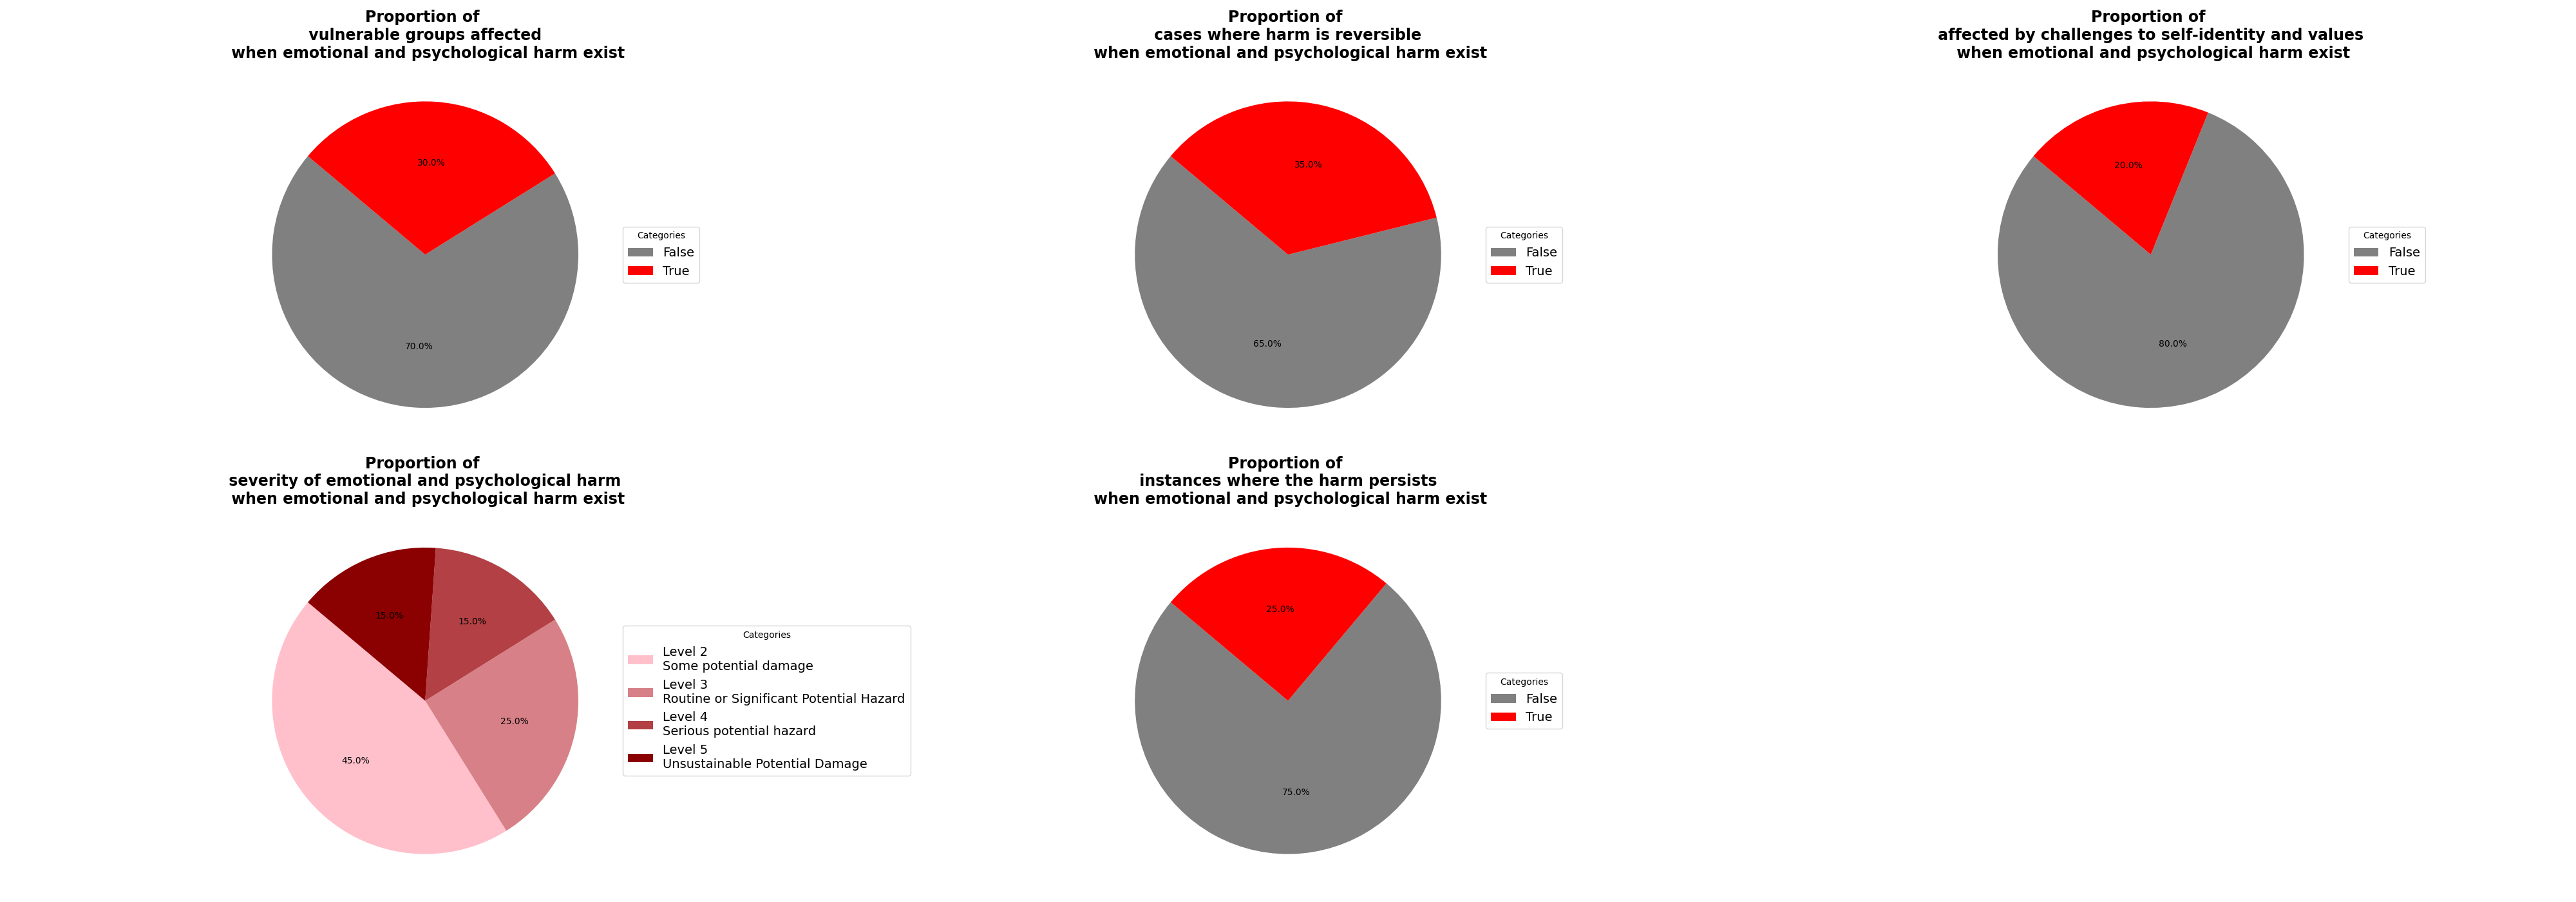 Proportion of
vulnerable groups affected
when emotional and psychological harm exist
30.0%
70.0%
Categories
False
True
Proportion of
cases where harm is reversible
when emotional and psychological harm exist
35.0%
65.0%
Categories
False
True
Proportion of
affected by challenges to self-identity and values
when emotional and psychological harm exist
20.0%
80.0%
Categories
False
True
Proportion of
severity of emotional and psychological harm
when emotional and psychological harm exist
15.0%
15.0%
25.0%
45.0%
Categories
Level 2
Some potential damage
Level 3
Routine or Significant Potential Hazard
Level 4
Serious potential hazard
Level 5
Unsustainable Potential Damage
Proportion of
instances where the harm persists
when emotional and psychological harm exist
25.0%
75.0%
Categories
False
True